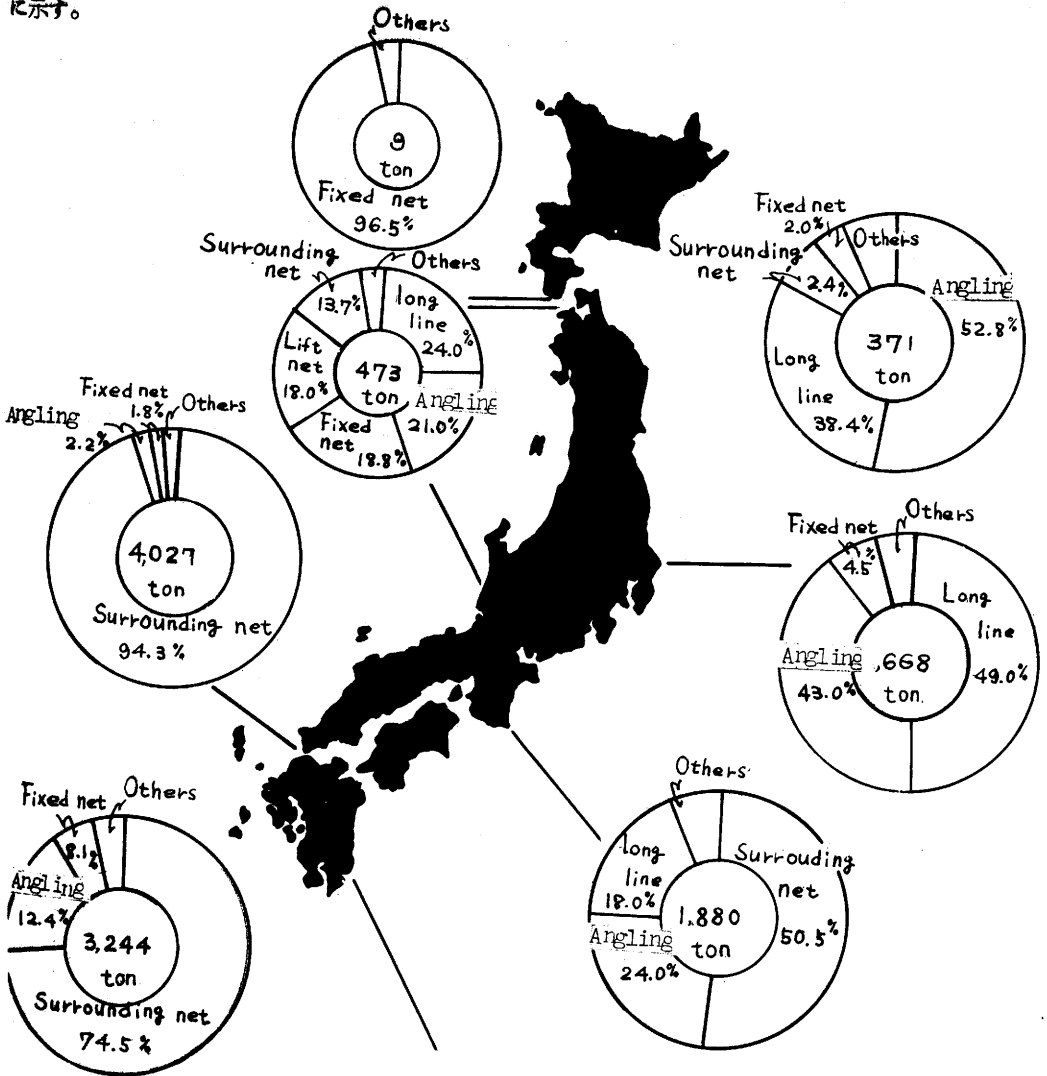 に示す。
Others
9
ton
Fixed net
96.5%
Surrounding
net
13.7%
Others
long
line
24.0%
Lift
net
18.0%
473
ton
Angling
21.0%
Fixed
net
18.8%
Fixed net
2.0%
Others
Surrounding
net
2.4%
Angling
52.8%
371
ton
Long
line
38.4%
Angling
2.2%
Fixed net
1.8%
Others
4,027
ton
Surrounding net
94.3%
Fixed net
4.5%
Others
Long
line
49.0%
Angling
43.0%
,668
ton
Fixed net
8.1%
Others
Angling
12.4%
3,244
ton
Surrounding net
74.5%
Others
long
line
18.0%
Surrouding
net
50.5%
1,880
ton
Angling
24.0%